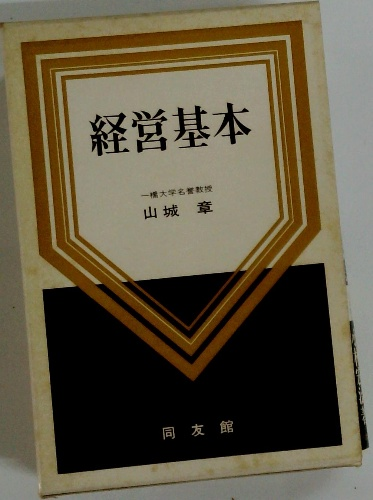 経営基本
一橋大学名誉教授
山城 章
同友館